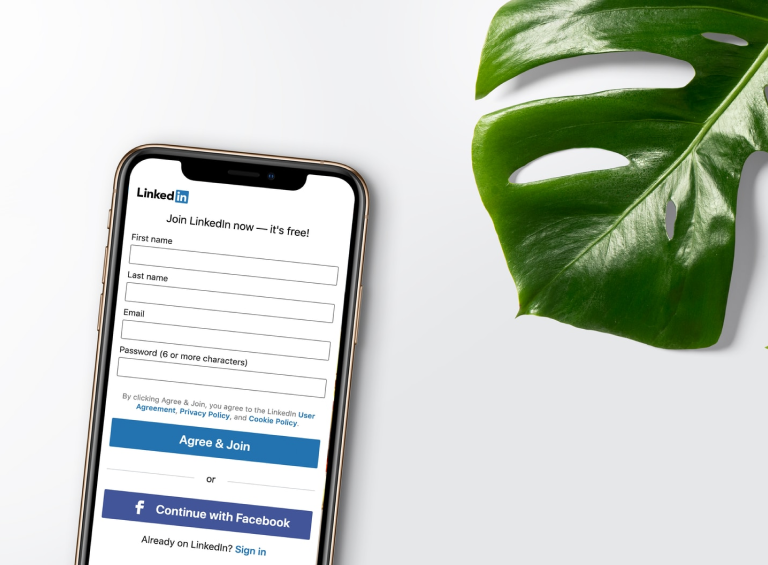 Linked in
Join LinkedIn now — it's free!
First name
Last name
Email
Password (6 or more characters)
By clicking Agree & Join, you agree to the LinkedIn User
Agreement, Privacy Policy, and Cookie Policy.
Agree & Join
or
f Continue with Facebook
Already on LinkedIn? Sign in